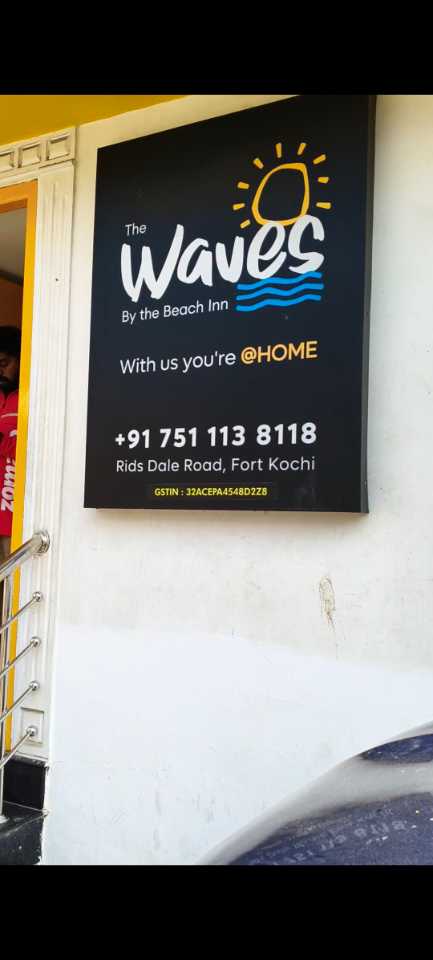 The
Waves
By the Beach Inn
With us you're @HOME
+91 751 113 8118
Rids Dale Road, Fort Kochi
GSTIN : 32ACEPA4548D2Z8
zoma